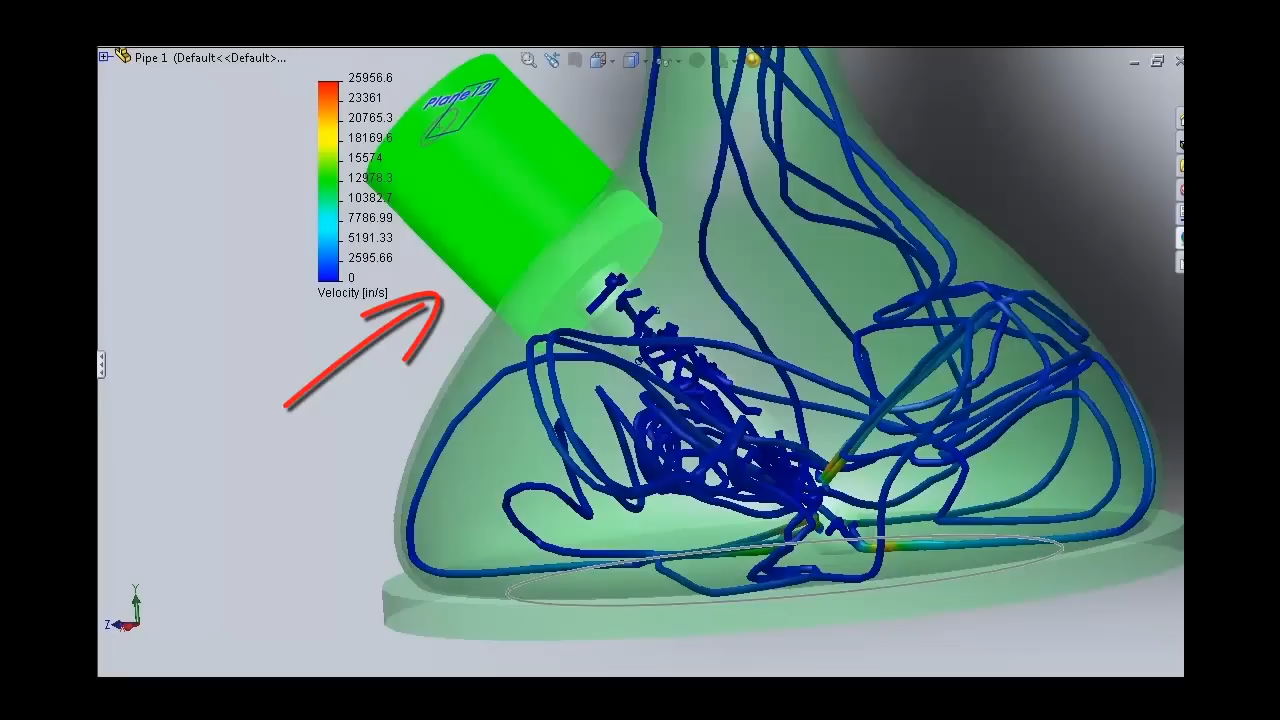 Pipe 1 (Default<<Default>...
Plane12
25956.6
23361
20765.3
18169.6
15574
12978.3
10382.7
7786.99
5191.33
2595.66
0
Velocity [in/s]
Y
Z